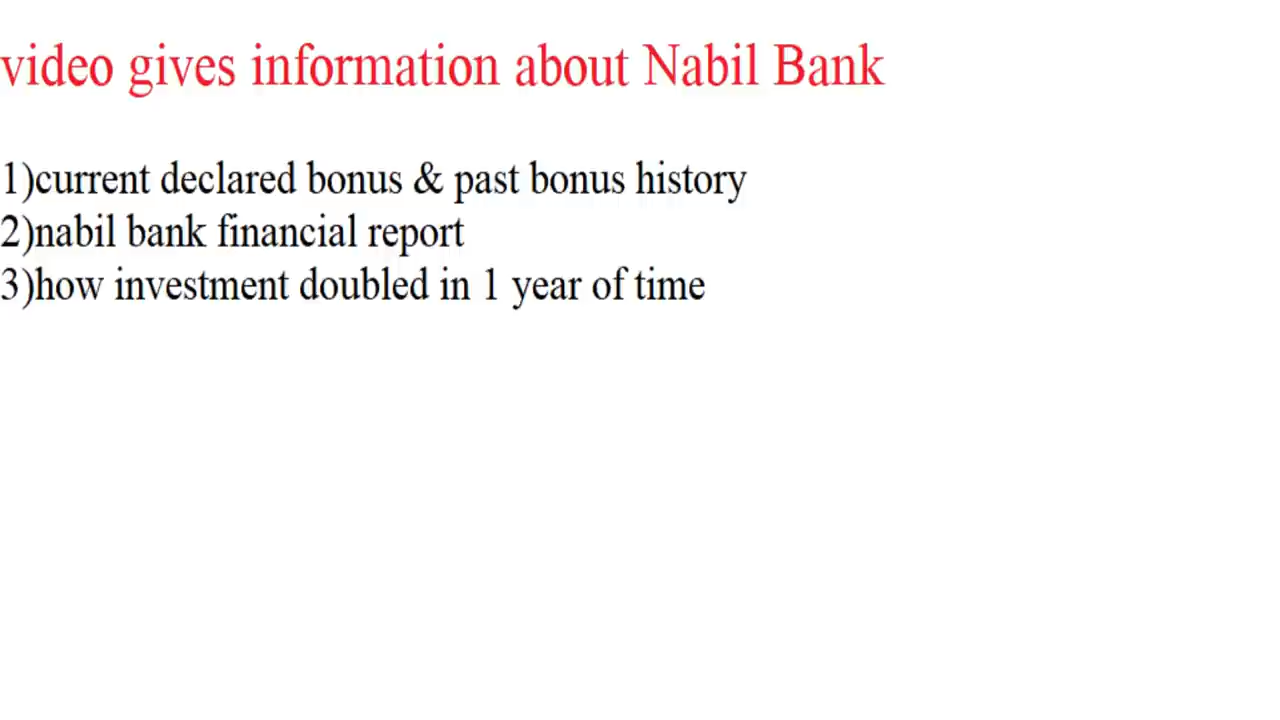 video gives information about Nabil Bank
1)current declared bonus & past bonus history
2)nabil bank financial report
3)how investment doubled in 1 year of time